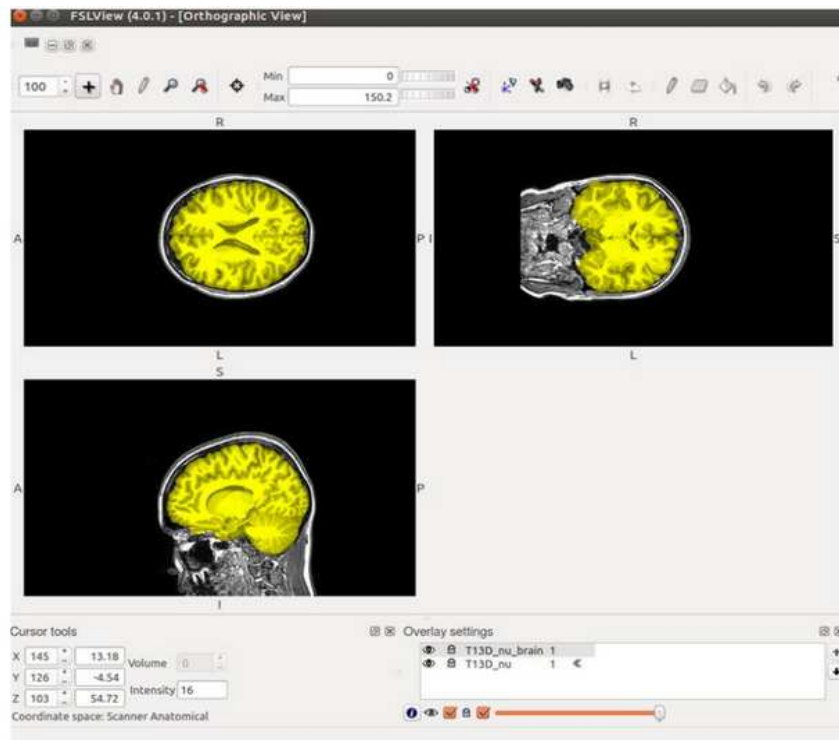 FSLView (4.0.1) - [Orthographic View]
100
Min 0
Max 150.2
R R
A P I S
L L
S
A P
I
Cursor tools
Overlay settings
X 145 13.18 Volume 0
Y 126 -4.54 Intensity 16
Z 103 54.72
Coordinate space: Scanner Anatomical
T13D_nu_brain 1
T13D_nu 1